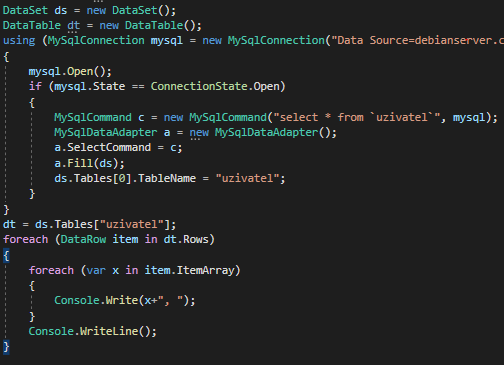 DataSet ds = new DataSet();
DataTable dt = new DataTable();
using (MySqlConnection mysql = new MySqlConnection("Data Source=debianserver.c
{
    mysql.Open();
    if (mysql.State == ConnectionState.Open)
    {
        MySqlCommand c = new MySqlCommand("select * from `uzivatel`", mysql);
        MySqlDataAdapter a = new MySqlDataAdapter();
        a.SelectCommand = c;
        a.Fill(ds);
        ds.Tables[0].TableName = "uzivatel";
    }
}
dt = ds.Tables["uzivatel"];
foreach (DataRow item in dt.Rows)
{
    foreach (var x in item.ItemArray)
    {
        Console.Write(x+", ");
    }
    Console.WriteLine();
}